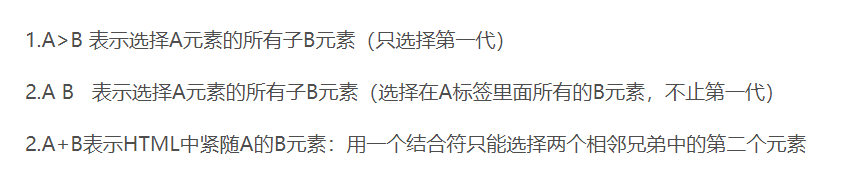 1.A>B 表示选择A元素的所有子B元素（只选择第一代）
2.A B   表示选择A元素的所有子B元素（选择在A标签里面所有的B元素，不止第一代）
2.A+B表示HTML中紧随A的B元素：用一个结合符只能选择两个相邻兄弟中的第二个元素